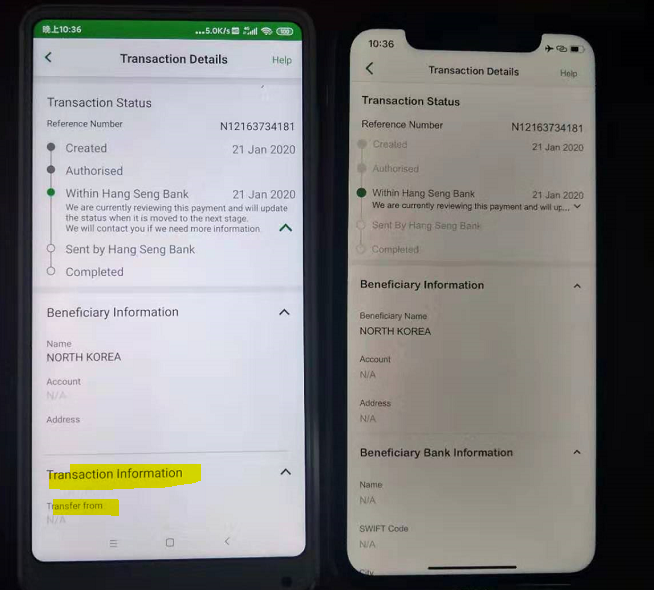 晚上10:36
...5.0K/s
100
Transaction Details
Help
Transaction Status
Reference Number
N12163734181
Created
21 Jan 2020
Authorised
Within Hang Seng Bank
21 Jan 2020
We are currently reviewing this payment and will update
the status when it is moved to the next stage.
We will contact you if we need more information
Sent by Hang Seng Bank
Completed
Beneficiary Information
Name
NORTH KOREA
Account
N/A
Address
Transaction Information
Transfer from
N/A
10:36
Transaction Details
Help
Transaction Status
Reference Number
N12163734181
Created
21 Jan 2020
Authorised
Within Hang Seng Bank
21 Jan 2020
We are currently reviewing this payment and will up...
Sent By Hang Seng Bank
Completed
Beneficiary Information
Beneficiary Name
NORTH KOREA
Account
N/A
Address
N/A
Beneficiary Bank Information
Name
N/A
SWIFT Code
N/A
City